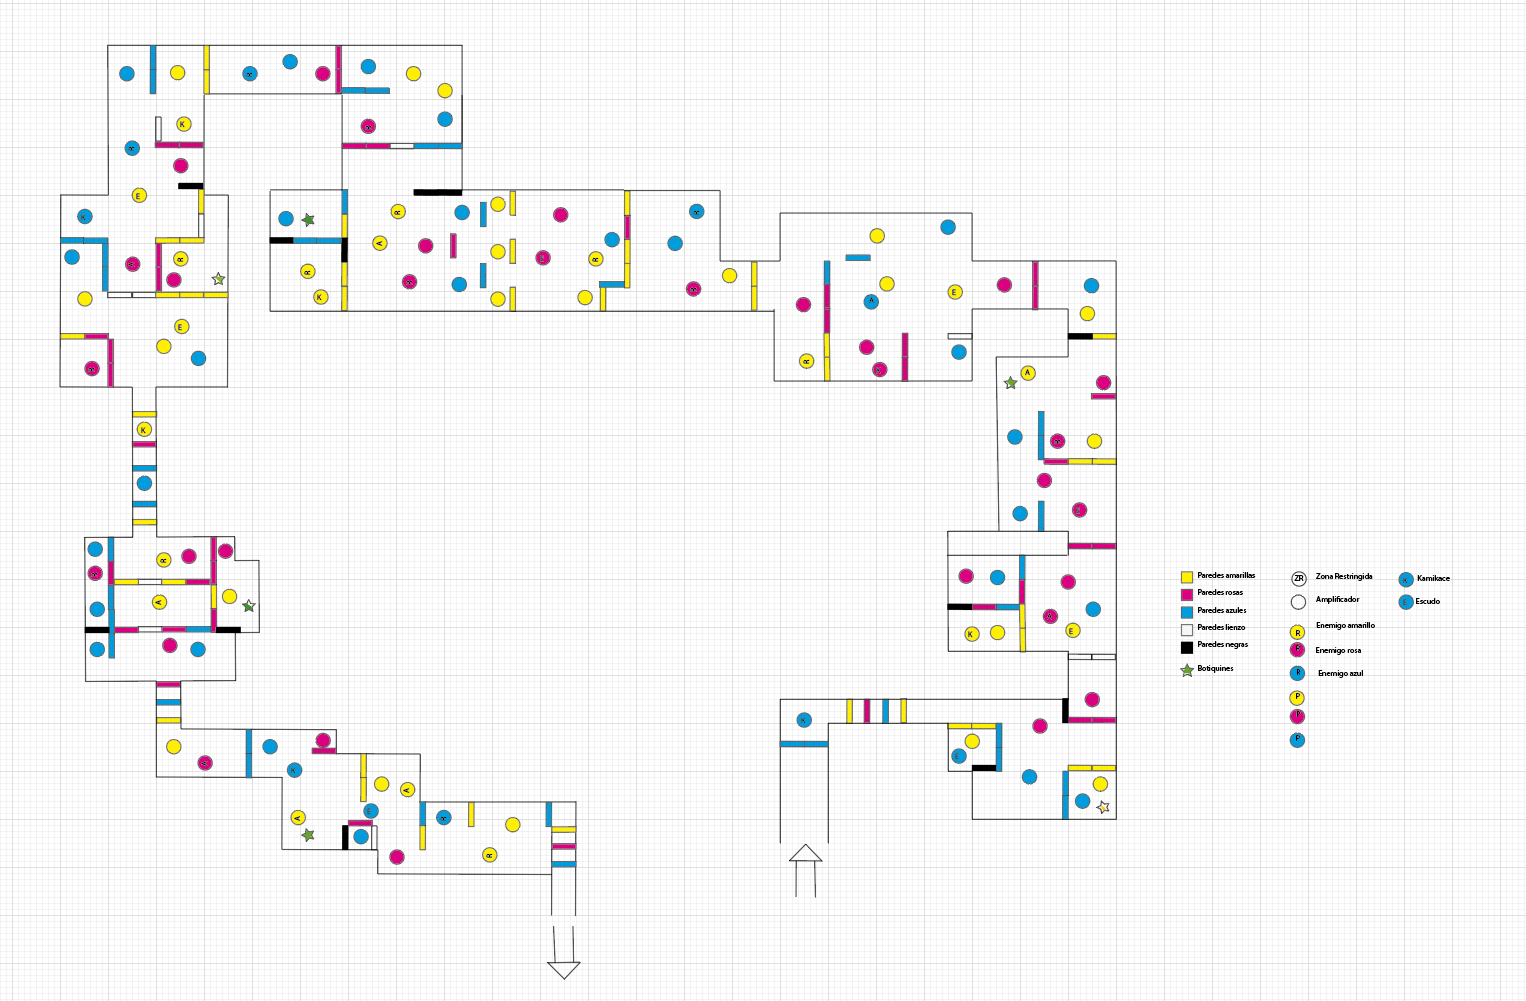 Paredes amarillas
Paredes rosas
Paredes azules
Paredes lienzo
Paredes negras
Botiquines
ZR Zona Restringida
Amplificador
R Enemigo amarillo
R Enemigo rosa
R Enemigo azul
P
P
P
K Kamikace
E Escudo
K
R
E
K
R
R
E
R
K
R
A
K
R
R
R
A
E
R
A
R
A
K
E
K
E
R
A
R
K
A
A
E
R
R